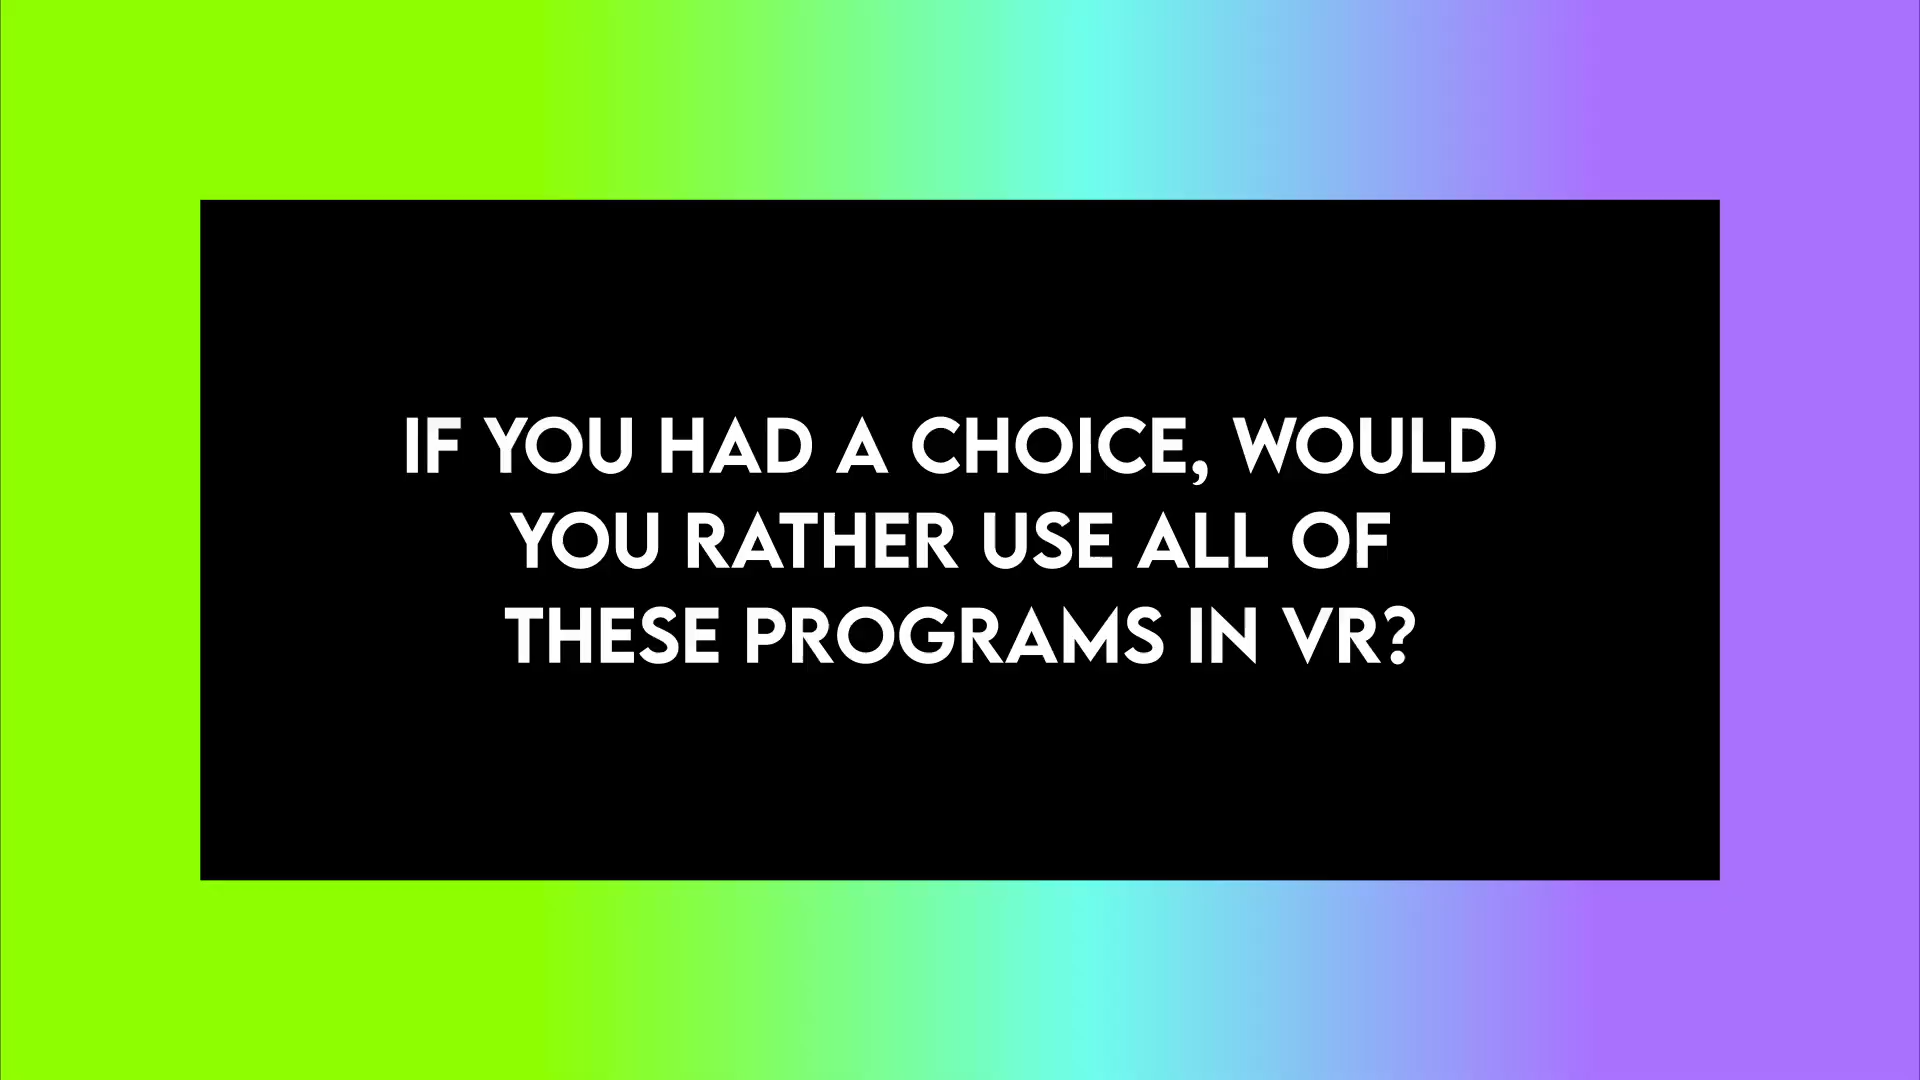 IF YOU HAD A CHOICE, WOULD
YOU RATHER USE ALL OF
THESE PROGRAMS IN VR?